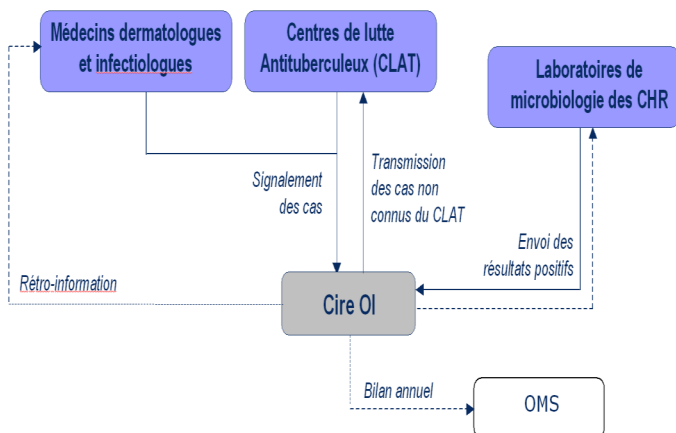 Médecins dermatologues
et infectiologues
Centres de lutte
Antituberculeux (CLAT)
Laboratoires de
microbiologie des CHR
Signalement
des cas
Transmission
des cas non
connus du CLAT
Envoi des
résultats positifs
Rétro-information
Cire OI
Bilan annuel
OMS